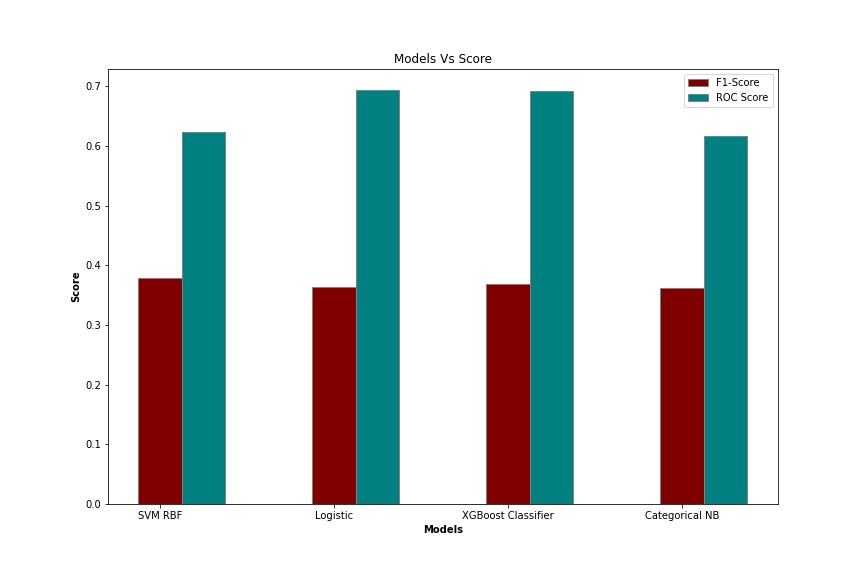 Models Vs Score
F1-Score
ROC Score
0.7
0.6
0.5
0.4
0.3
0.2
0.1
0.0
Score
SVM RBF
Logistic
XGBoost Classifier
Categorical NB
Models